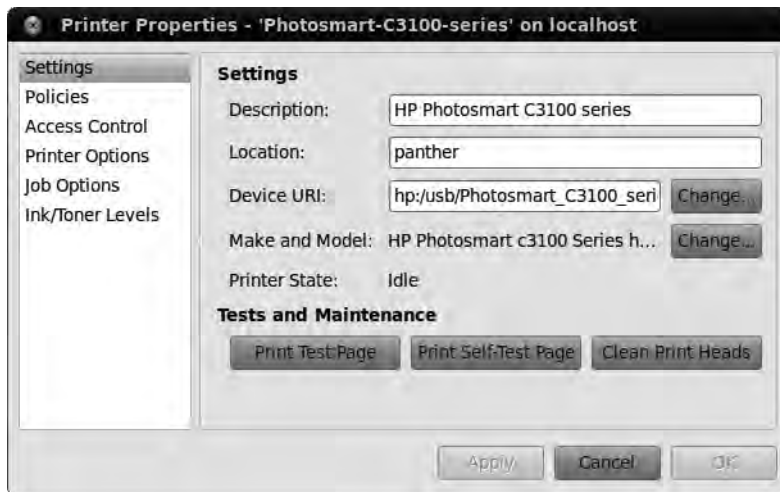 Printer Properties - 'Photosmart-C3100-series' on localhost
Settings
Policies
Access Control
Printer Options
Job Options
Ink/Toner Levels
Settings
Description: HP Photosmart C3100 series
Location: panther
Device URI: hp:/usb/Photosmart_C3100_seri Change...
Make and Model: HP Photosmart c3100 Series h... Change...
Printer State: Idle
Tests and Maintenance
Print Test Page Print Self-Test Page Clean Print Heads
Apply Cancel OK